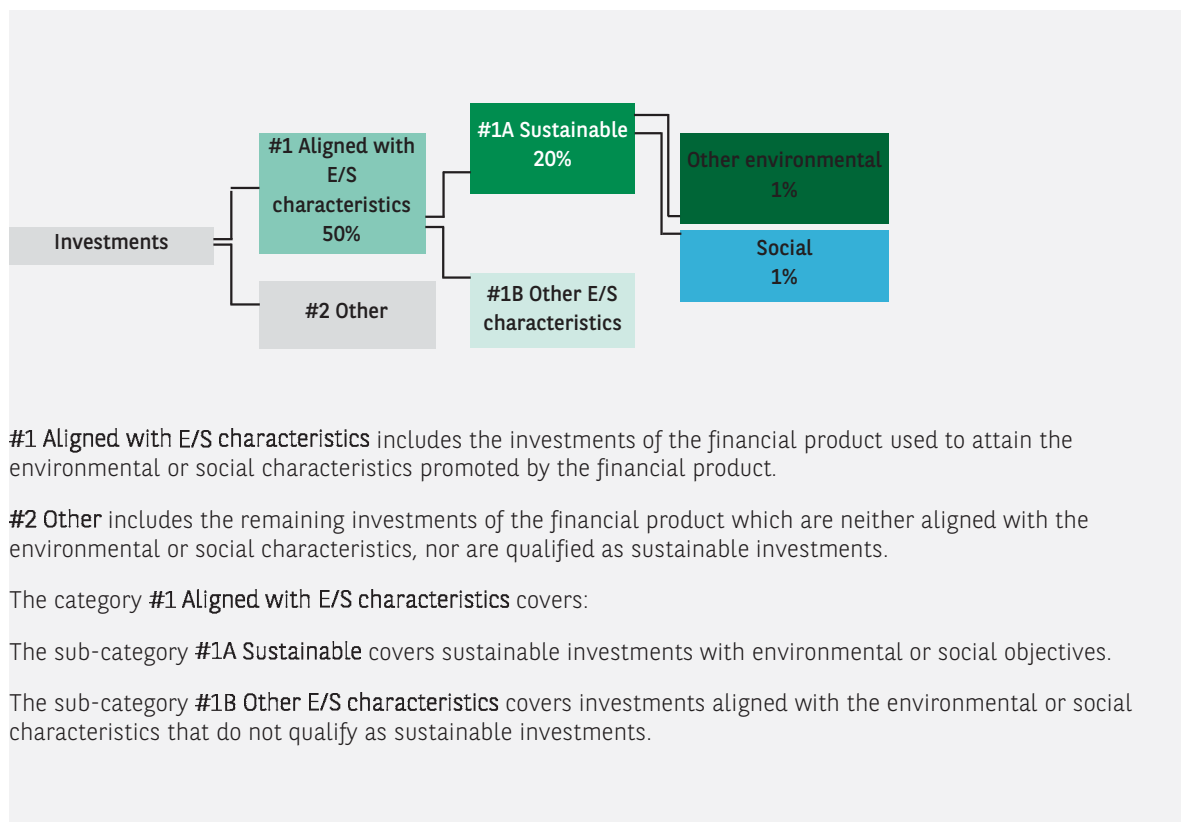 #1A Sustainable
20%
#1 Aligned with
E/S
characteristics
50%
Other environmental
1%
Investments
Social
1%
#2 Other
#1B Other E/S
characteristics
#1 Aligned with E/S characteristics includes the investments of the financial product used to attain the
environmental or social characteristics promoted by the financial product.
#2 Other includes the remaining investments of the financial product which are neither aligned with the
environmental or social characteristics, nor are qualified as sustainable investments.
The category #1 Aligned with E/S characteristics covers:
The sub-category #1A Sustainable covers sustainable investments with environmental or social objectives.
The sub-category #1B Other E/S characteristics covers investments aligned with the environmental or social
characteristics that do not qualify as sustainable investments.